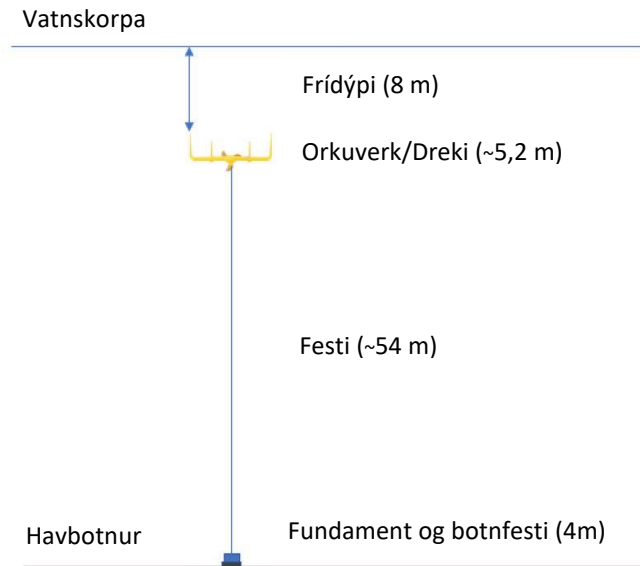 Vatnskorpa
Frídýpi (8 m)
Orkuverk/Dreki (~5,2 m)
Festi (~54 m)
Havbotnur
Fundament og botnfesti (4m)